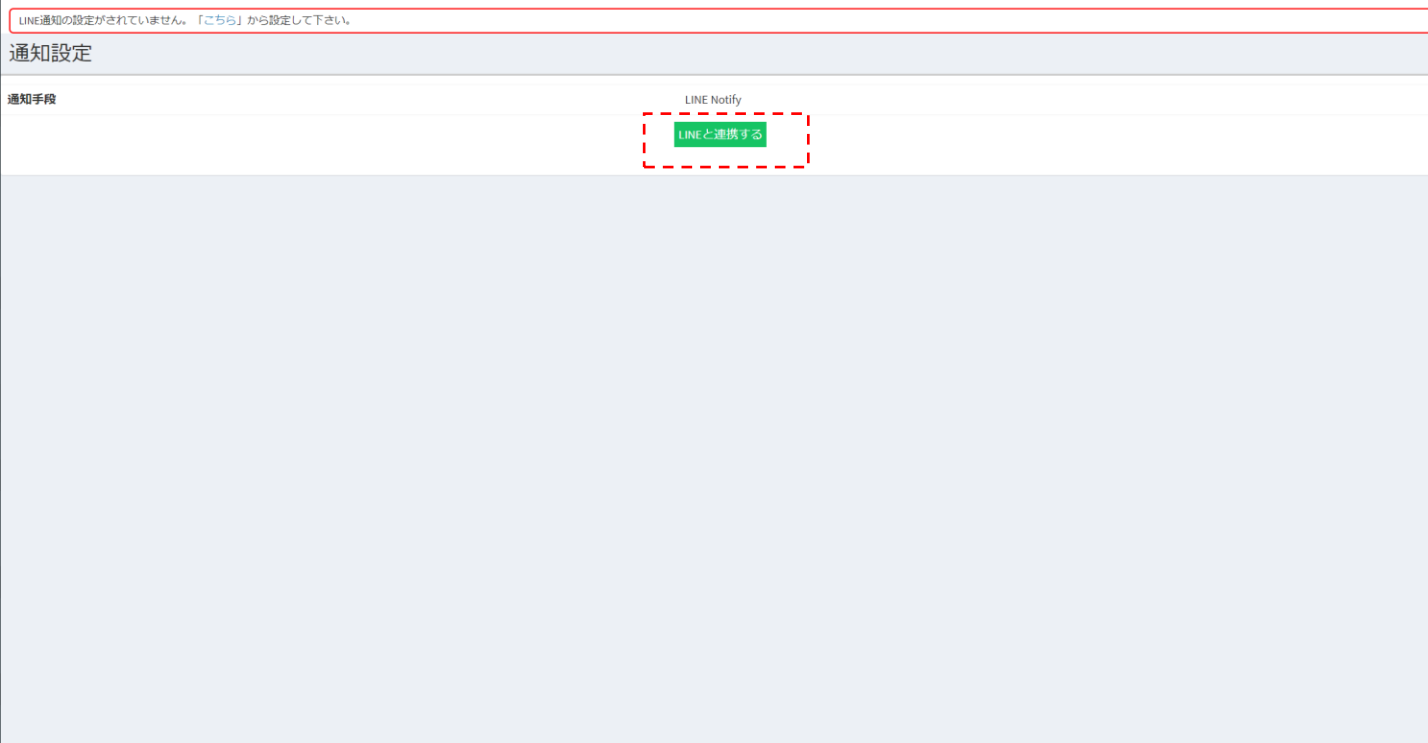 LINE通知の設定がされていません。「こちら」から設定して下さい。
通知設定
通知手段
LINE Notify
LINEと連携する